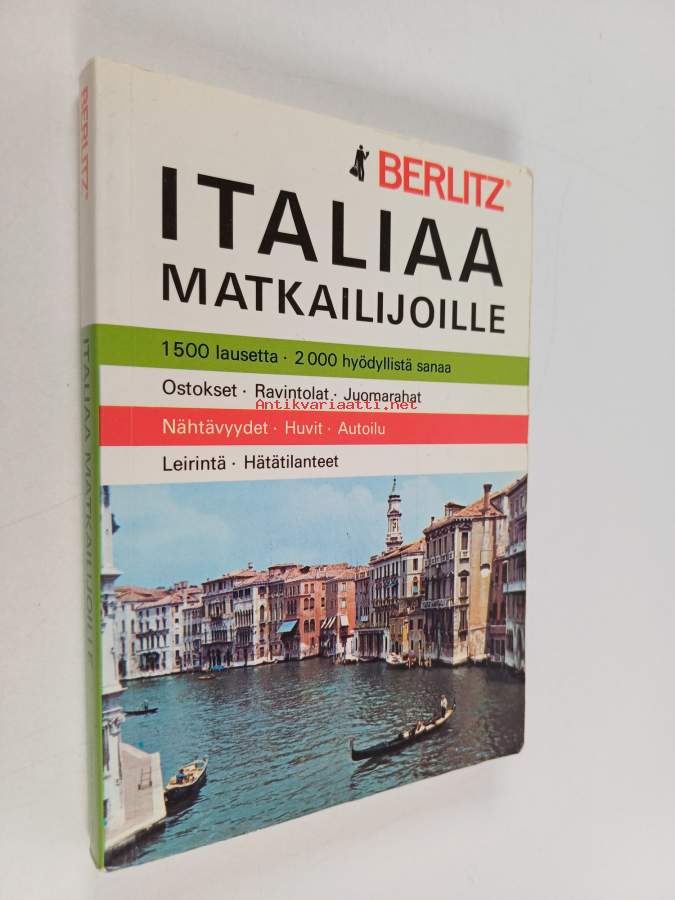 BERLITZ®
ITALIAA
MATKAILIJOILLE
1500 lausetta · 2000 hyödyllistä sanaa
Ostokset · Ravintolat · Juomarahat
Antikvariaatti.net
Nähtävyydet · Huvit · Autoilu
Leirintä · Hätätilanteet
BERLITZ®
ITALIAA MATKAILIJOILLE